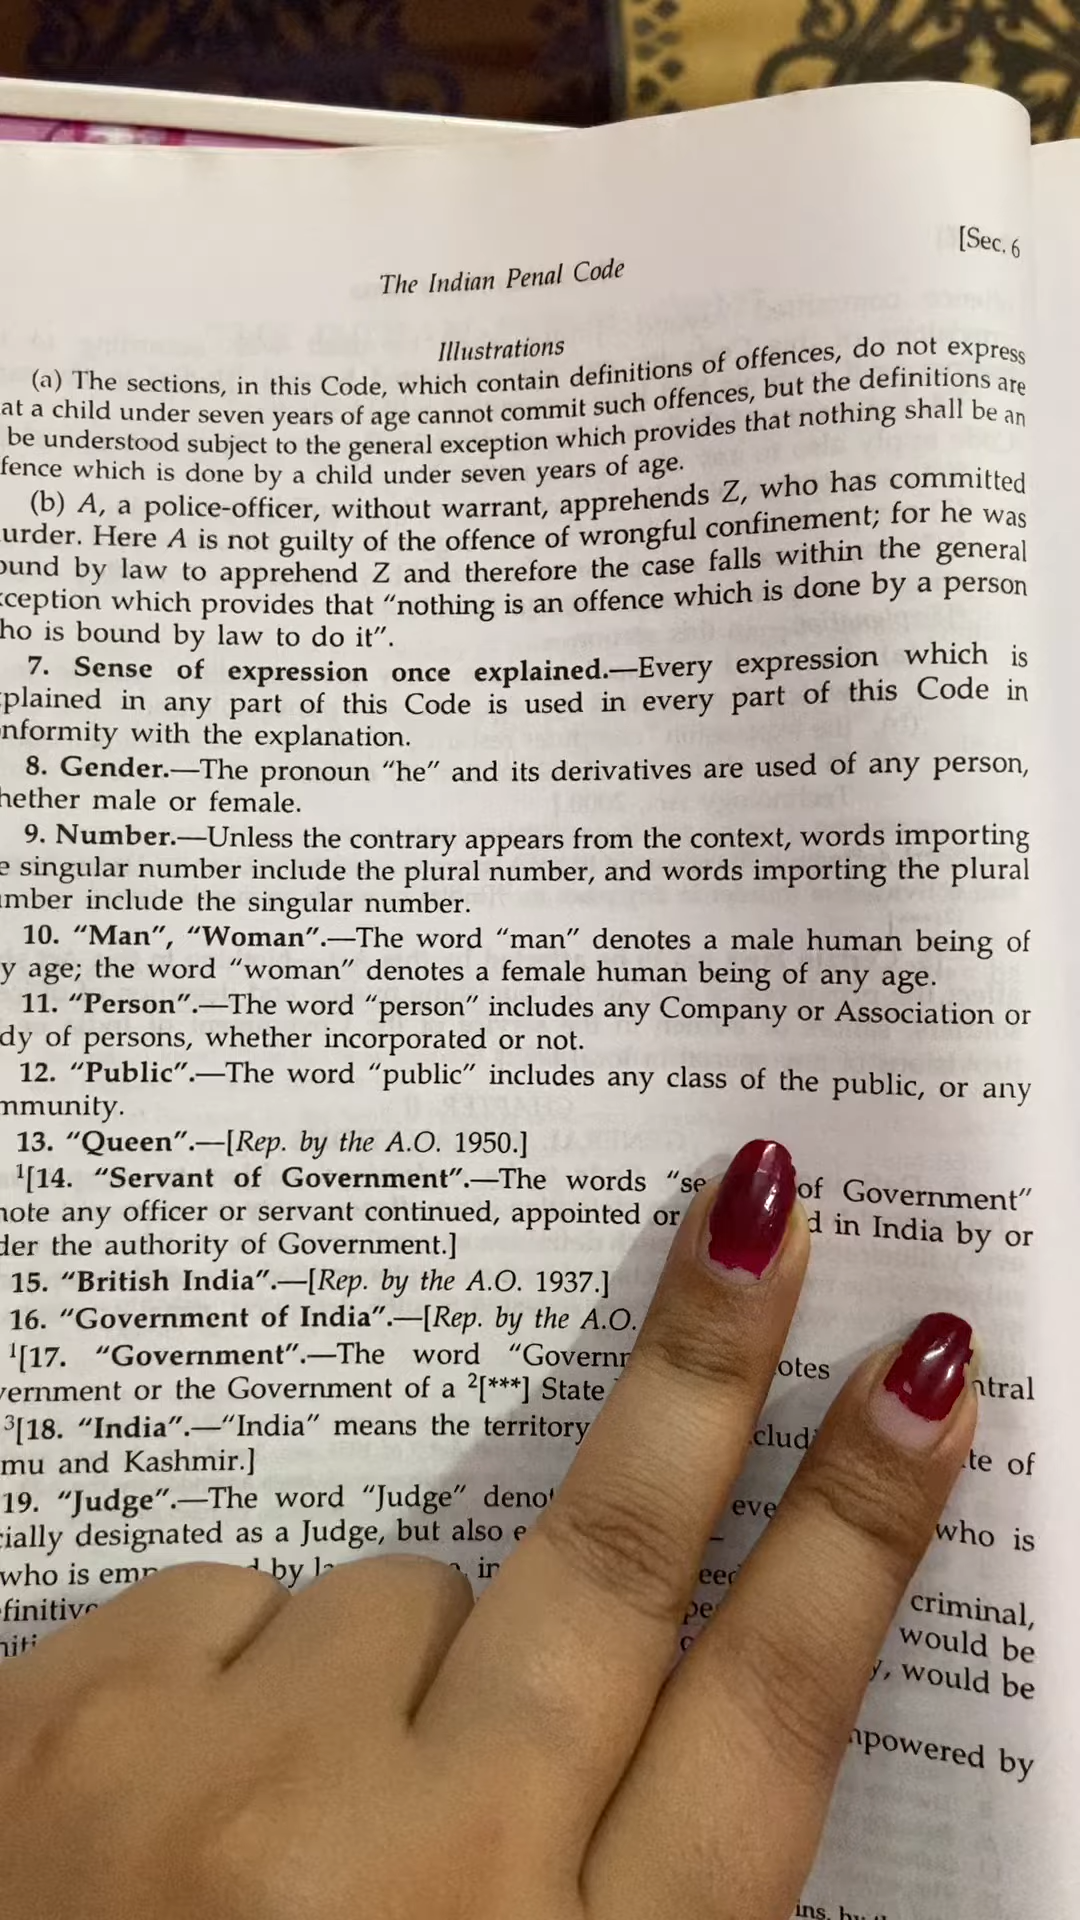 [Sec. 6
The Indian Penal Code
Illustrations
(a) The sections, in this Code, which contain definitions of offences, do not express
at a child under seven years of age cannot commit such offences, but the definitions are
be understood subject to the general exception which provides that nothing shall be an
fence which is done by a child under seven years of age.
(b) A, a police-officer, without warrant, apprehends Z, who has committed
urder. Here A is not guilty of the offence of wrongful confinement; for he was
ound by law to apprehend Z and therefore the case falls within the general
ception which provides that “nothing is an offence which is done by a person
ho is bound by law to do it”.
7. Sense of expression once explained.—Every expression which is
plained in any part of this Code is used in every part of this Code in
nformity with the explanation.
8. Gender.—The pronoun “he” and its derivatives are used of any person,
hether male or female.
9. Number.—Unless the contrary appears from the context, words importing
e singular number include the plural number, and words importing the plural
mber include the singular number.
10. “Man”, “Woman”.—The word “man” denotes a male human being of
y age; the word “woman” denotes a female human being of any age.
11. “Person”.—The word “person” includes any Company or Association or
dy of persons, whether incorporated or not.
12. “Public”.—The word “public” includes any class of the public, or any
mmunity.
13. “Queen”.—[Rep. by the A.O. 1950.]
¹[14. “Servant of Government”.—The words “se of Government”
note any officer or servant continued, appointed or d in India by or
der the authority of Government.]
15. “British India”.—[Rep. by the A.O. 1937.]
16. “Government of India”.—[Rep. by the A.O.
¹[17. “Government”.—The word “Governr otes ntral
vernment or the Government of a ²[***] State
³[18. “India”.—“India” means the territory clud te of
mu and Kashmir.]
19. “Judge”.—The word “Judge” deno eve who is
cially designated as a Judge, but also e
who is emp d by la in eed criminal,
finitive pe would be
niti y, would be
mpowered by
ins, by